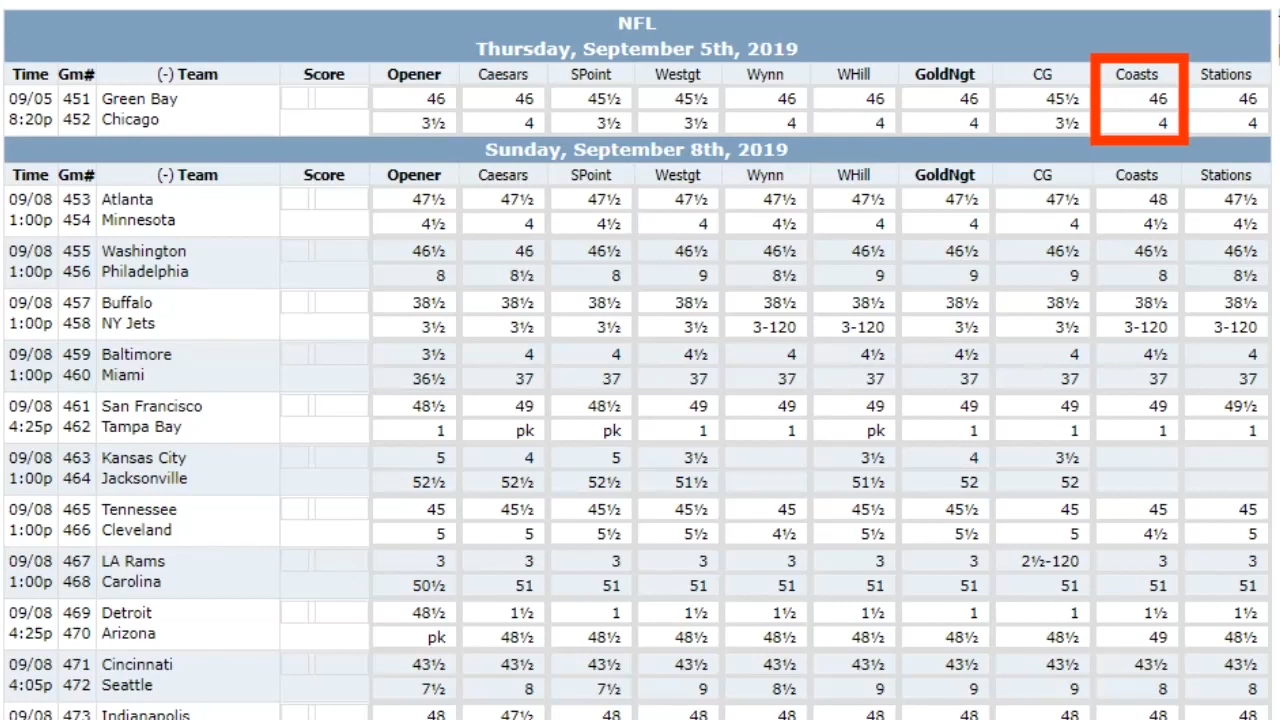 NFL
Thursday, September 5th, 2019
Time Gm# (-) Team Score Opener Caesars SPoint Westgt Wynn WHill GoldNgt CG Coasts Stations
09/05 451 Green Bay 46 46 45½ 45½ 46 46 46 45½ 46 46
8:20p 452 Chicago 3½ 4 3½ 3½ 4 4 4 3½ 4 4
Sunday, September 8th, 2019
Time Gm# (-) Team Score Opener Caesars SPoint Westgt Wynn WHill GoldNgt CG Coasts Stations
09/08 453 Atlanta 47½ 47½ 47½ 47½ 47½ 47½ 47½ 47½ 48 47½
1:00p 454 Minnesota 4½ 4 4½ 4 4½ 4 4 4 4½ 4½
09/08 455 Washington 46½ 46 46½ 46½ 46½ 46½ 46½ 46½ 46½ 46½
1:00p 456 Philadelphia 8 8½ 8 9 8½ 9 9 9 8 8½
09/08 457 Buffalo 38½ 38½ 38½ 38½ 38½ 38½ 38½ 38½ 38½ 38½
1:00p 458 NY Jets 3½ 3½ 3½ 3½ 3-120 3-120 3½ 3½ 3-120 3-120
09/08 459 Baltimore 3½ 4 4 4½ 4 4½ 4½ 4 4½ 4
1:00p 460 Miami 36½ 37 37 37 37 37 37 37 37 37
09/08 461 San Francisco 48½ 49 48½ 49 49 49 49 49 49 49½
4:25p 462 Tampa Bay 1 pk pk 1 1 pk 1 1 1 1
09/08 463 Kansas City 5 4 5 3½ 3½ 4 3½
1:00p 464 Jacksonville 52½ 52½ 52½ 51½ 51½ 52 52
09/08 465 Tennessee 45 45½ 45½ 45½ 45½ 45½ 45½ 45 45 45
1:00p 466 Cleveland 5 5 5½ 5½ 4½ 5½ 5½ 5 4½ 5
09/08 467 LA Rams 3 3 3 3 3 3 3 2½-120 3 3
1:00p 468 Carolina 50½ 51 51 51 51 51 51 51 51 51
09/08 469 Detroit 48½ 1½ 1 1½ 1½ 1½ 1 1 1½ 1½
4:25p 470 Arizona pk 48½ 48½ 48½ 48½ 48½ 48½ 48½ 49 48½
09/08 471 Cincinnati 43½ 43½ 43½ 43½ 43½ 43½ 43½ 43½ 43½ 43½
4:05p 472 Seattle 7½ 8 7½ 9 8½ 9 9 9 8 8
09/08 473 Indianapolis 48 47½ 48 48 48 48 48 48 48 48